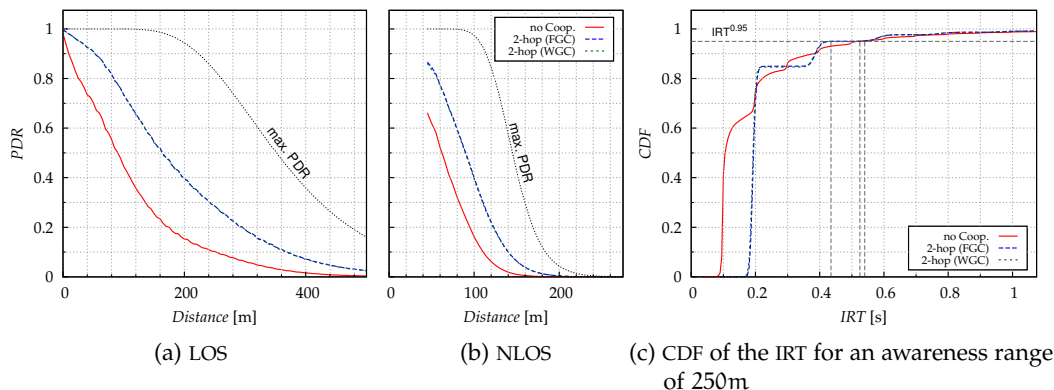 1
0.8
0.6
0.4
0.2
0
PDR
max. PDR
0
200
400
Distance [m]
(a) LOS
no Coop.
2-hop (FGC)
2-hop (WGC)
max. PDR
0
100
200
Distance [m]
(b) NLOS
1
0.8
0.6
0.4
0.2
0
CDF
IRT0.95
no Coop.
2-hop (FGC)
2-hop (WGC)
0
0.2
0.4
0.6
0.8
1
IRT [s]
(c) CDF of the IRT for an awareness range
of 250m